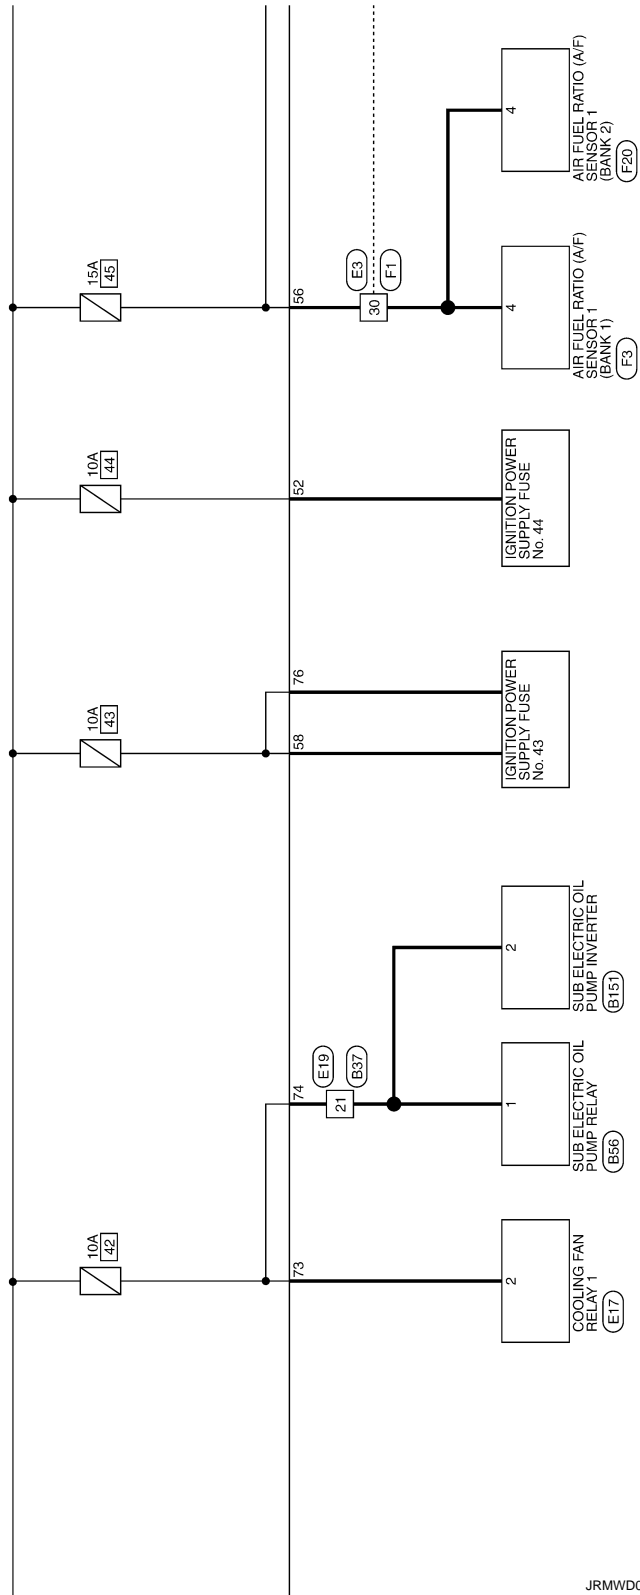 15A
45
10A
44
10A
43
10A
42
56
E3
30
F1
52
76
58
74
E19
21
B37
73
4
AIR FUEL RATIO (A/F)
SENSOR 1
(BANK 2)
F20
4
AIR FUEL RATIO (A/F)
SENSOR 1
(BANK 1)
F3
IGNITION POWER
SUPPLY FUSE
No. 44
IGNITION POWER
SUPPLY FUSE
No. 43
2
SUB ELECTRIC OIL
PUMP INVERTER
B151
1
SUB ELECTRIC OIL
PUMP RELAY
B56
2
COOLING FAN
RELAY 1
E17